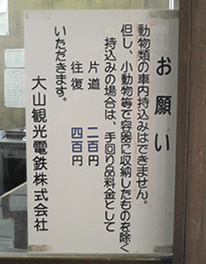 お願い
動物類の車内持込みはできません。
但し、小動物等で容器に収納したものを除く
持込みの場合は、手回り品料金として
片道 二百円
往復 四百円
いただきます。
大山観光電鉄株式会社